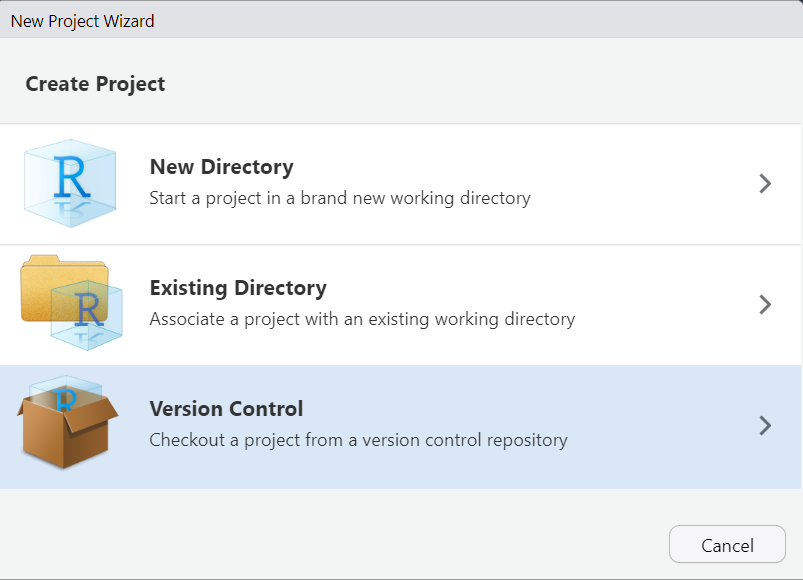 New Project Wizard
Create Project
R
New Directory
Start a project in a brand new working directory
R
Existing Directory
Associate a project with an existing working directory
R
Version Control
Checkout a project from a version control repository
Cancel